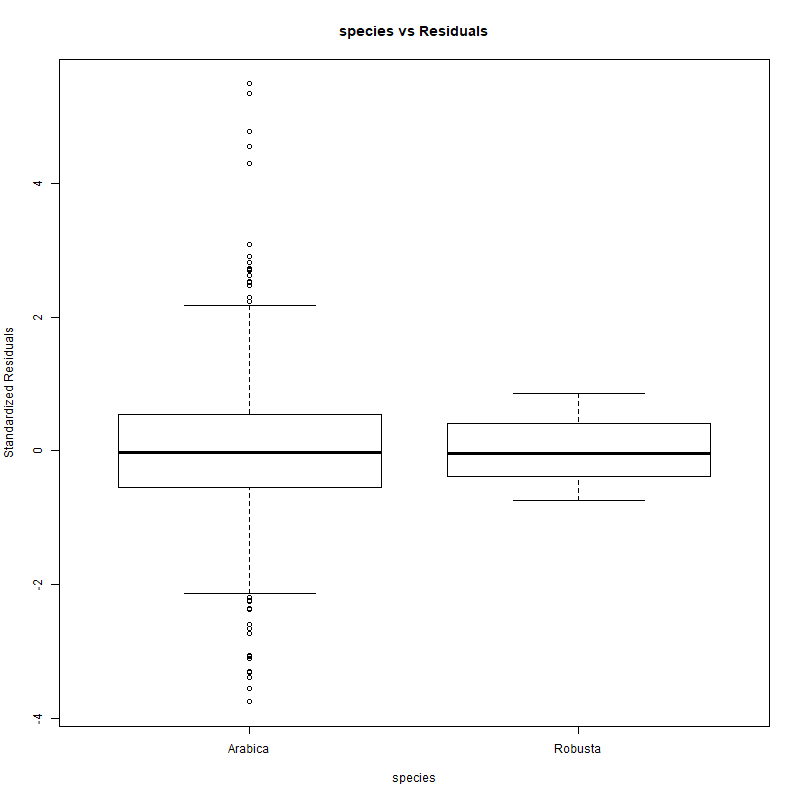 species vs Residuals
Standardized Residuals
4
2
0
-2
-4
Arabica
Robusta
species